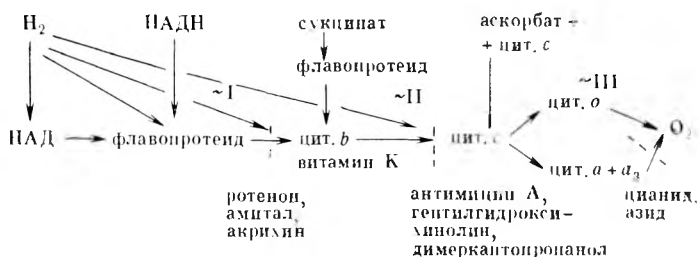 H₂ НАДН сукцинат аскорбат +
+ цит. c
флавопротеид
~I ~II ~III
цит. o
НАД флавопротеид цит. b цит. c O₂
витамин K
цит. a + a₃
ротенон, антимицин A, цианид,
амитал, гептилгидрокси- азид
акрихин хинолин,
димеркаптопропанол